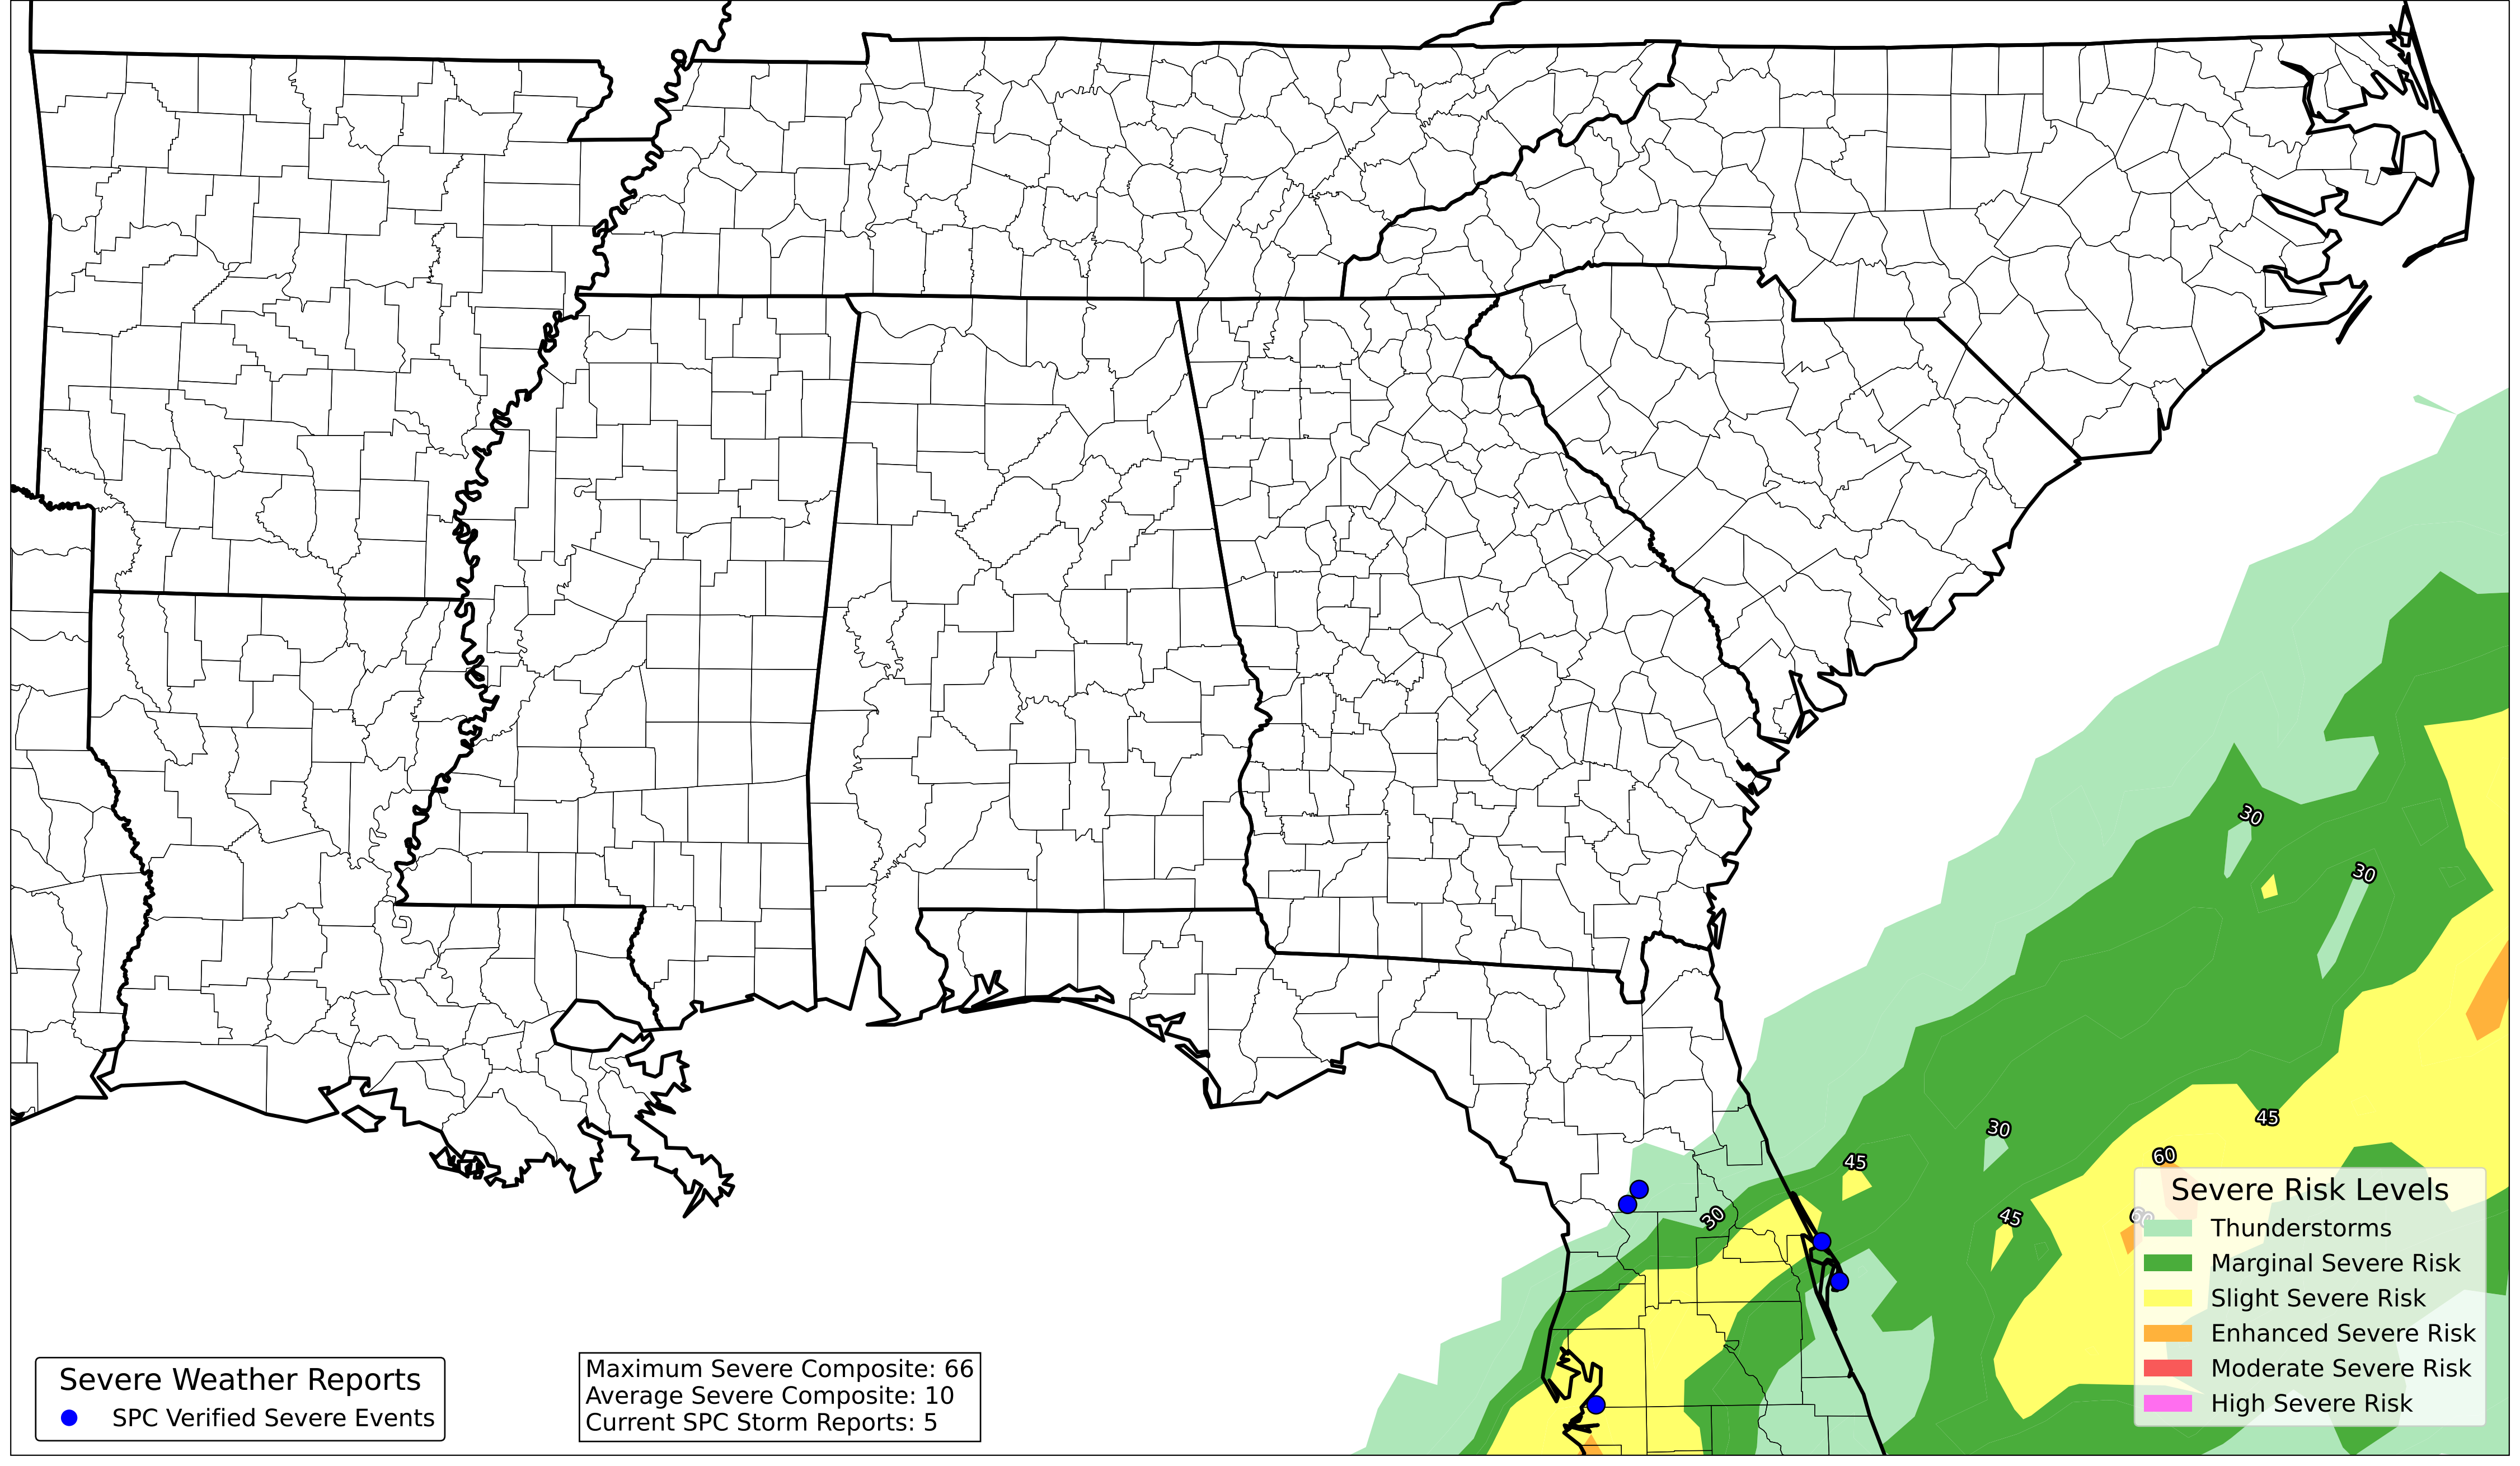 30
30
45
30
60
45
45
30
45
60
Severe Risk Levels
Thunderstorms
Marginal Severe Risk
Slight Severe Risk
Enhanced Severe Risk
Moderate Severe Risk
High Severe Risk
Severe Weather Reports
SPC Verified Severe Events
Maximum Severe Composite: 66
Average Severe Composite: 10
Current SPC Storm Reports: 5